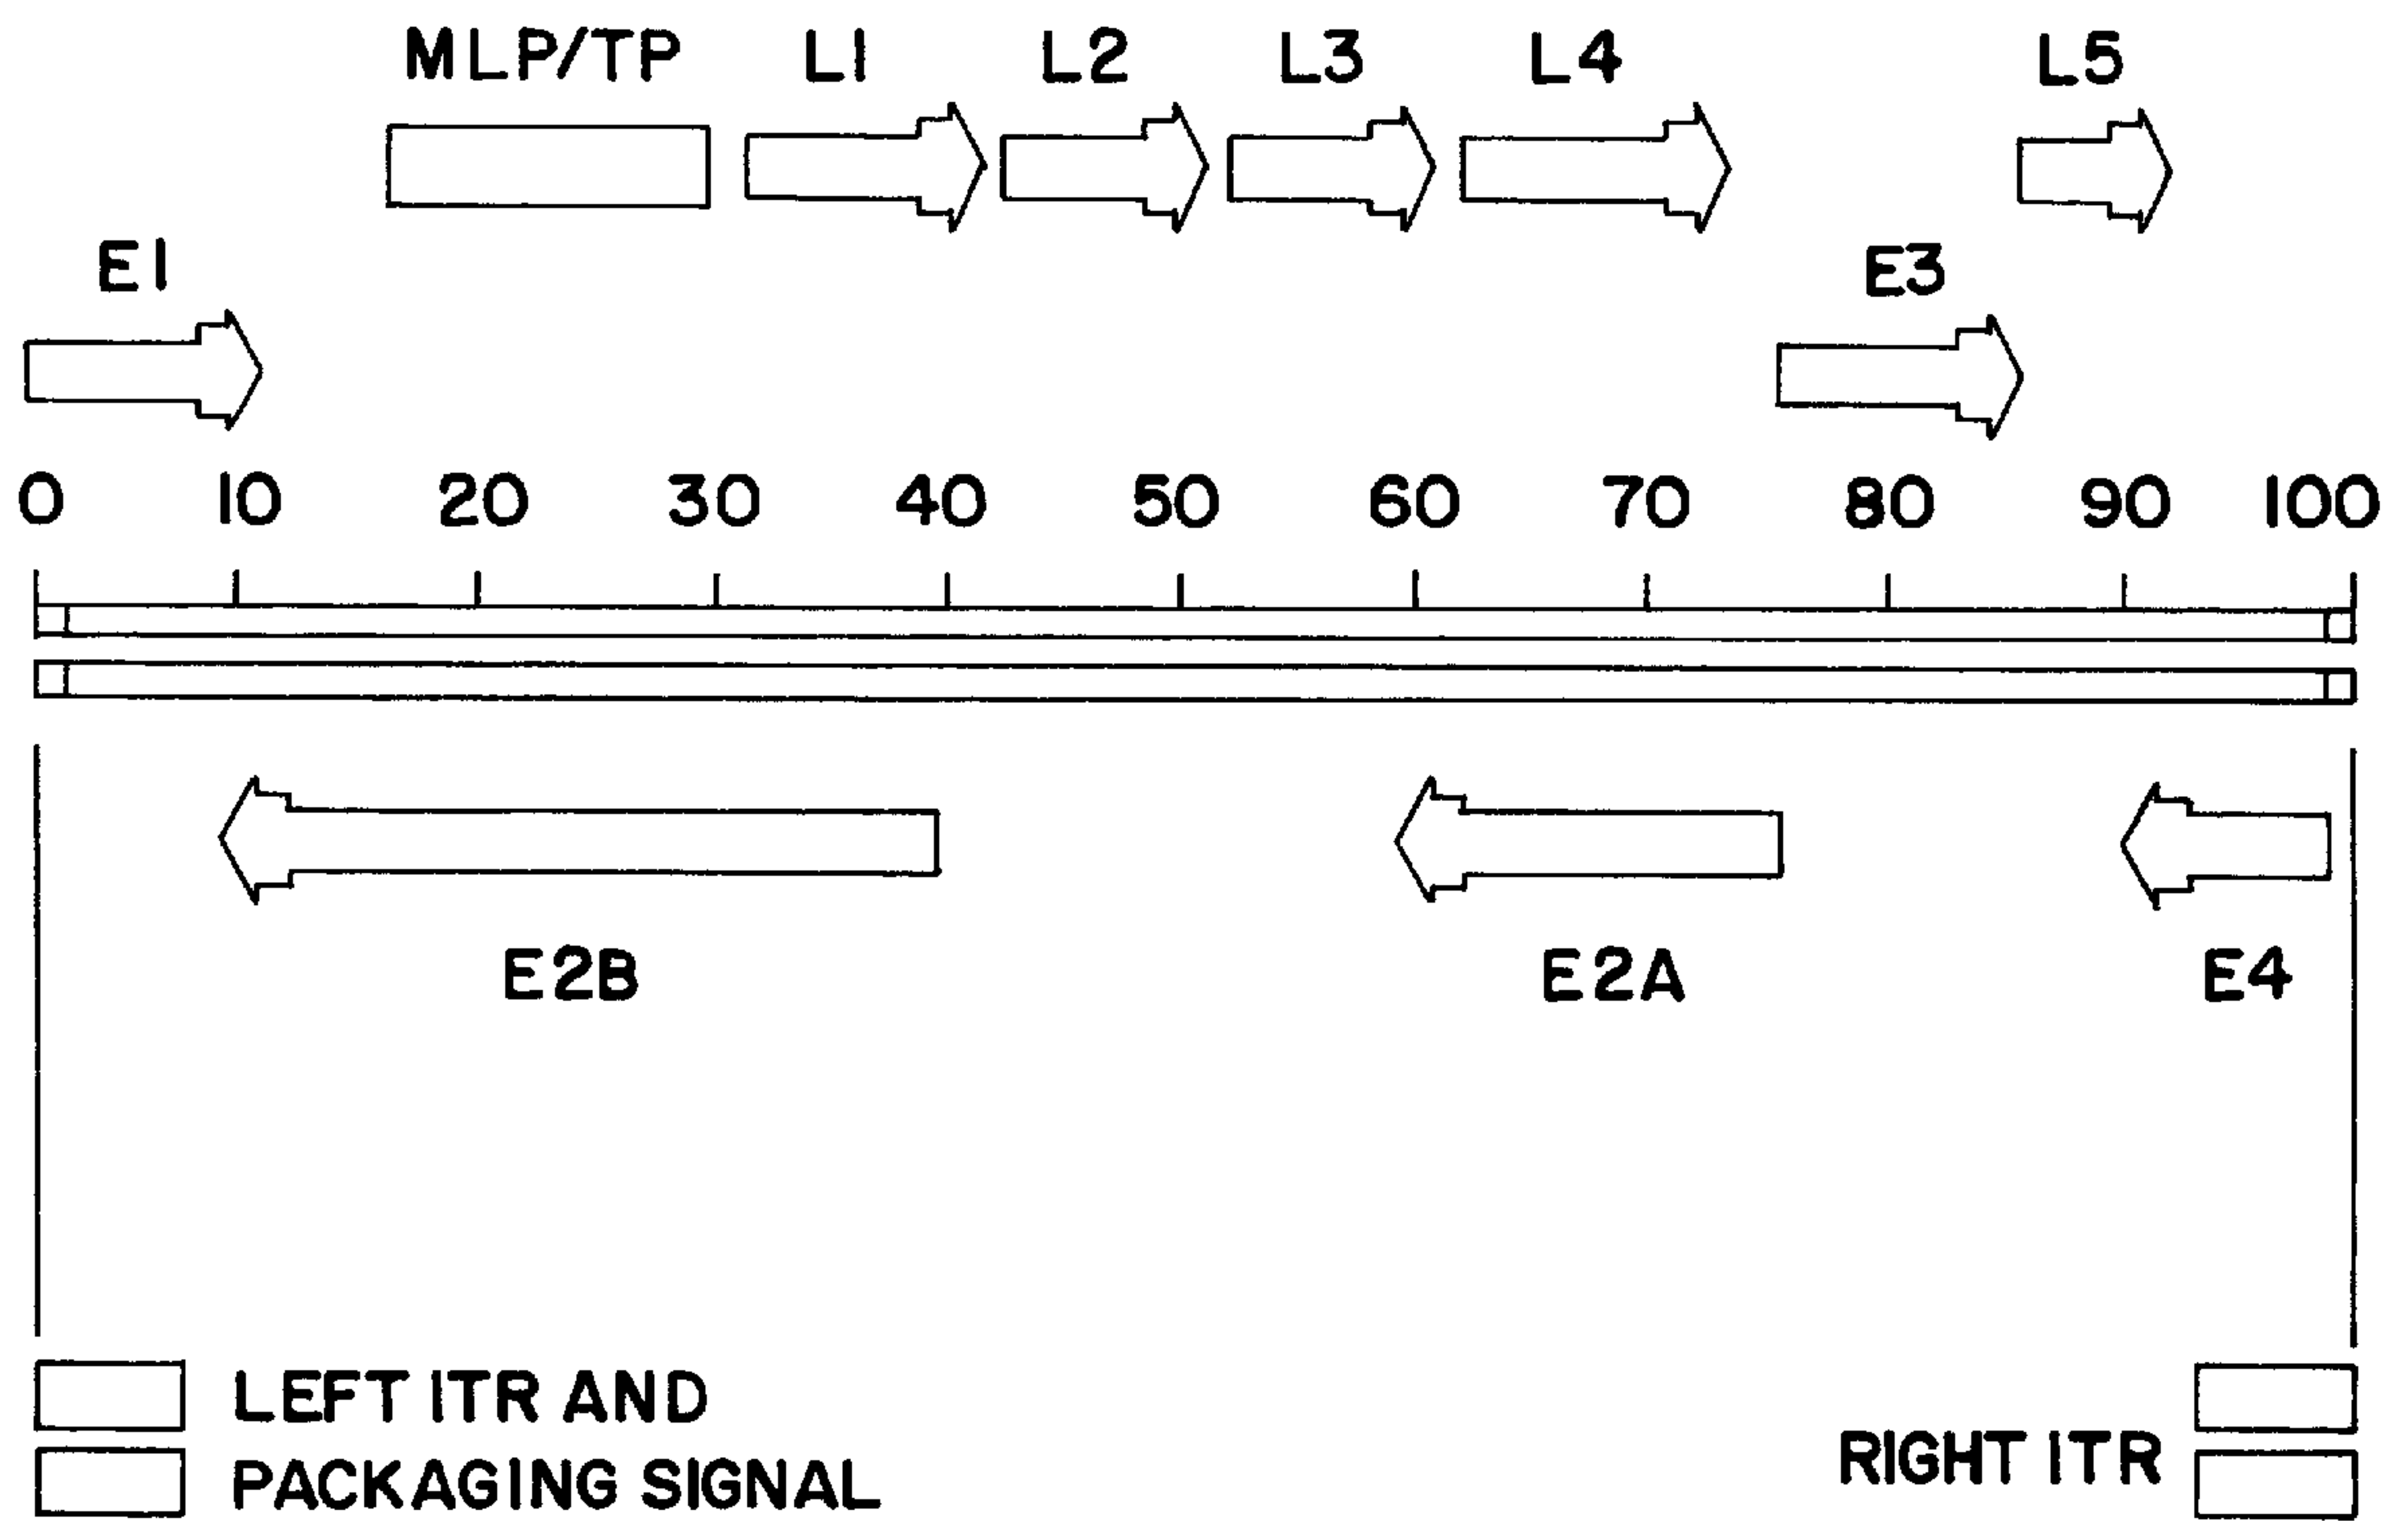 MLP/TP L1 L2 L3 L4 L5
E1 E3
0 10 20 30 40 50 60 70 80 90 100
E2B E2A E4
LEFT ITR AND
PACKAGING SIGNAL
RIGHT ITR